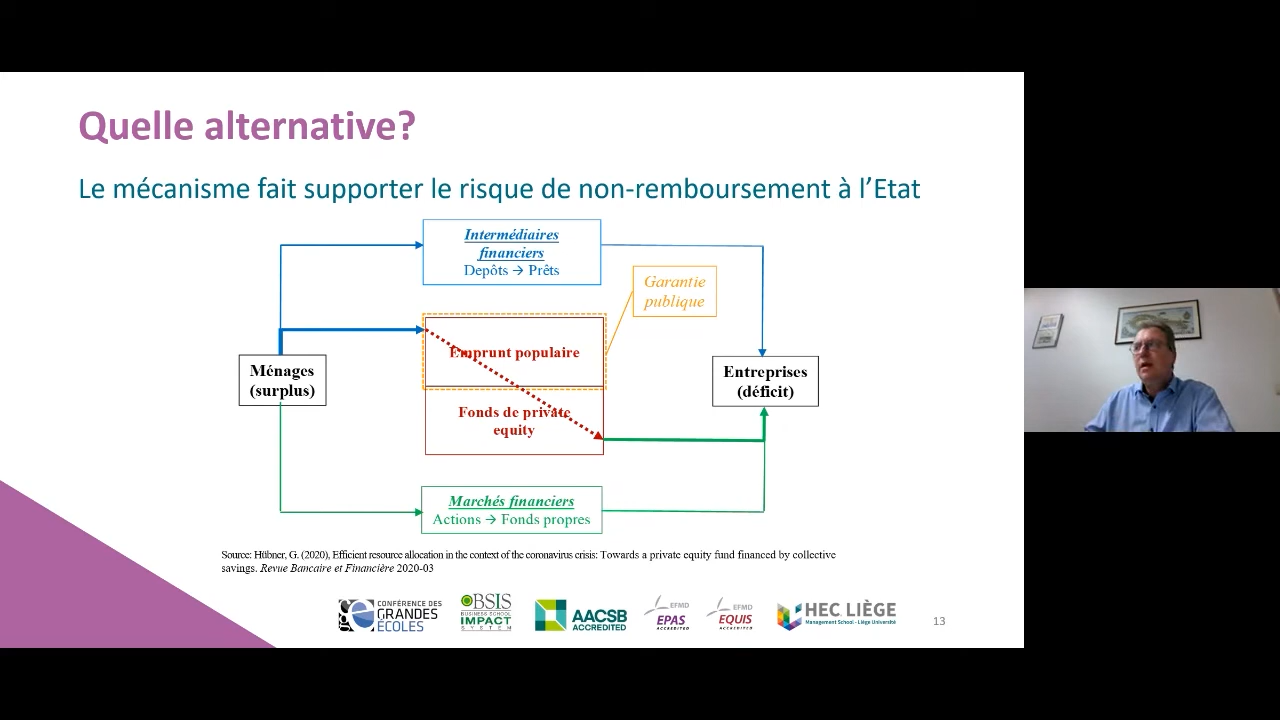 Quelle alternative?
Le mécanisme fait supporter le risque de non-remboursement à l’Etat
Intermédiaires
financiers
Depôts → Prêts
Garantie
publique
Emprunt populaire
Ménages
(surplus)
Entreprises
(déficit)
Fonds de private
equity
Marchés financiers
Actions → Fonds propres
Source: Hübner, G. (2020), Efficient resource allocation in the context of the coronavirus crisis: Towards a private equity fund financed by collective
savings. Revue Bancaire et Financière 2020-03
CONFÉRENCE DES
GRANDES
ÉCOLES
BSIS
BUSINESS SCHOOL
IMPACT
SYSTEM
AACSB
ACCREDITED
EFMD
EPAS
ACCREDITED
EFMD
EQUIS
ACCREDITED
HEC LIÈGE
Management School - Liège Université
13